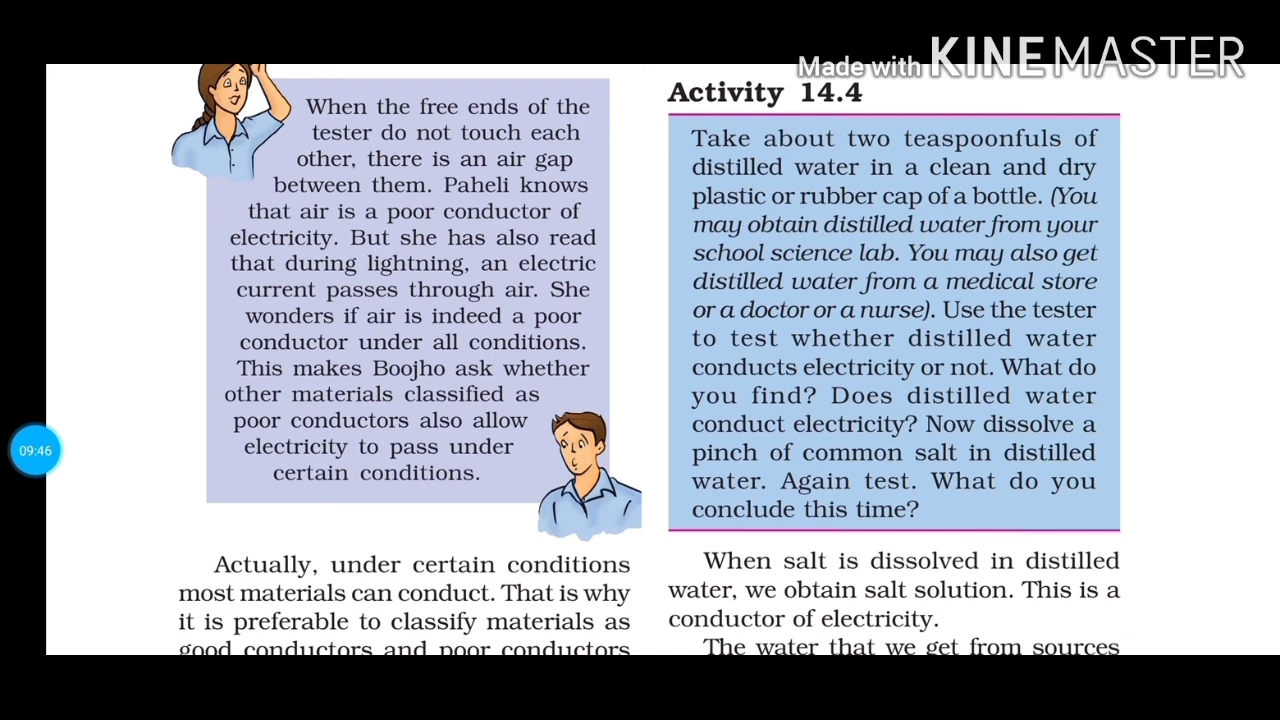 Made with KINEMASTER
When the free ends of the
tester do not touch each
other, there is an air gap
between them. Paheli knows
that air is a poor conductor of
electricity. But she has also read
that during lightning, an electric
current passes through air. She
wonders if air is indeed a poor
conductor under all conditions.
This makes Boojho ask whether
other materials classified as
poor conductors also allow
electricity to pass under
certain conditions.
09:46
Actually, under certain conditions
most materials can conduct. That is why
it is preferable to classify materials as
good conductors and poor conductors
Activity 14.4
Take about two teaspoonfuls of
distilled water in a clean and dry
plastic or rubber cap of a bottle. (You
may obtain distilled water from your
school science lab. You may also get
distilled water from a medical store
or a doctor or a nurse). Use the tester
to test whether distilled water
conducts electricity or not. What do
you find? Does distilled water
conduct electricity? Now dissolve a
pinch of common salt in distilled
water. Again test. What do you
conclude this time?
When salt is dissolved in distilled
water, we obtain salt solution. This is a
conductor of electricity.
The water that we get from sources